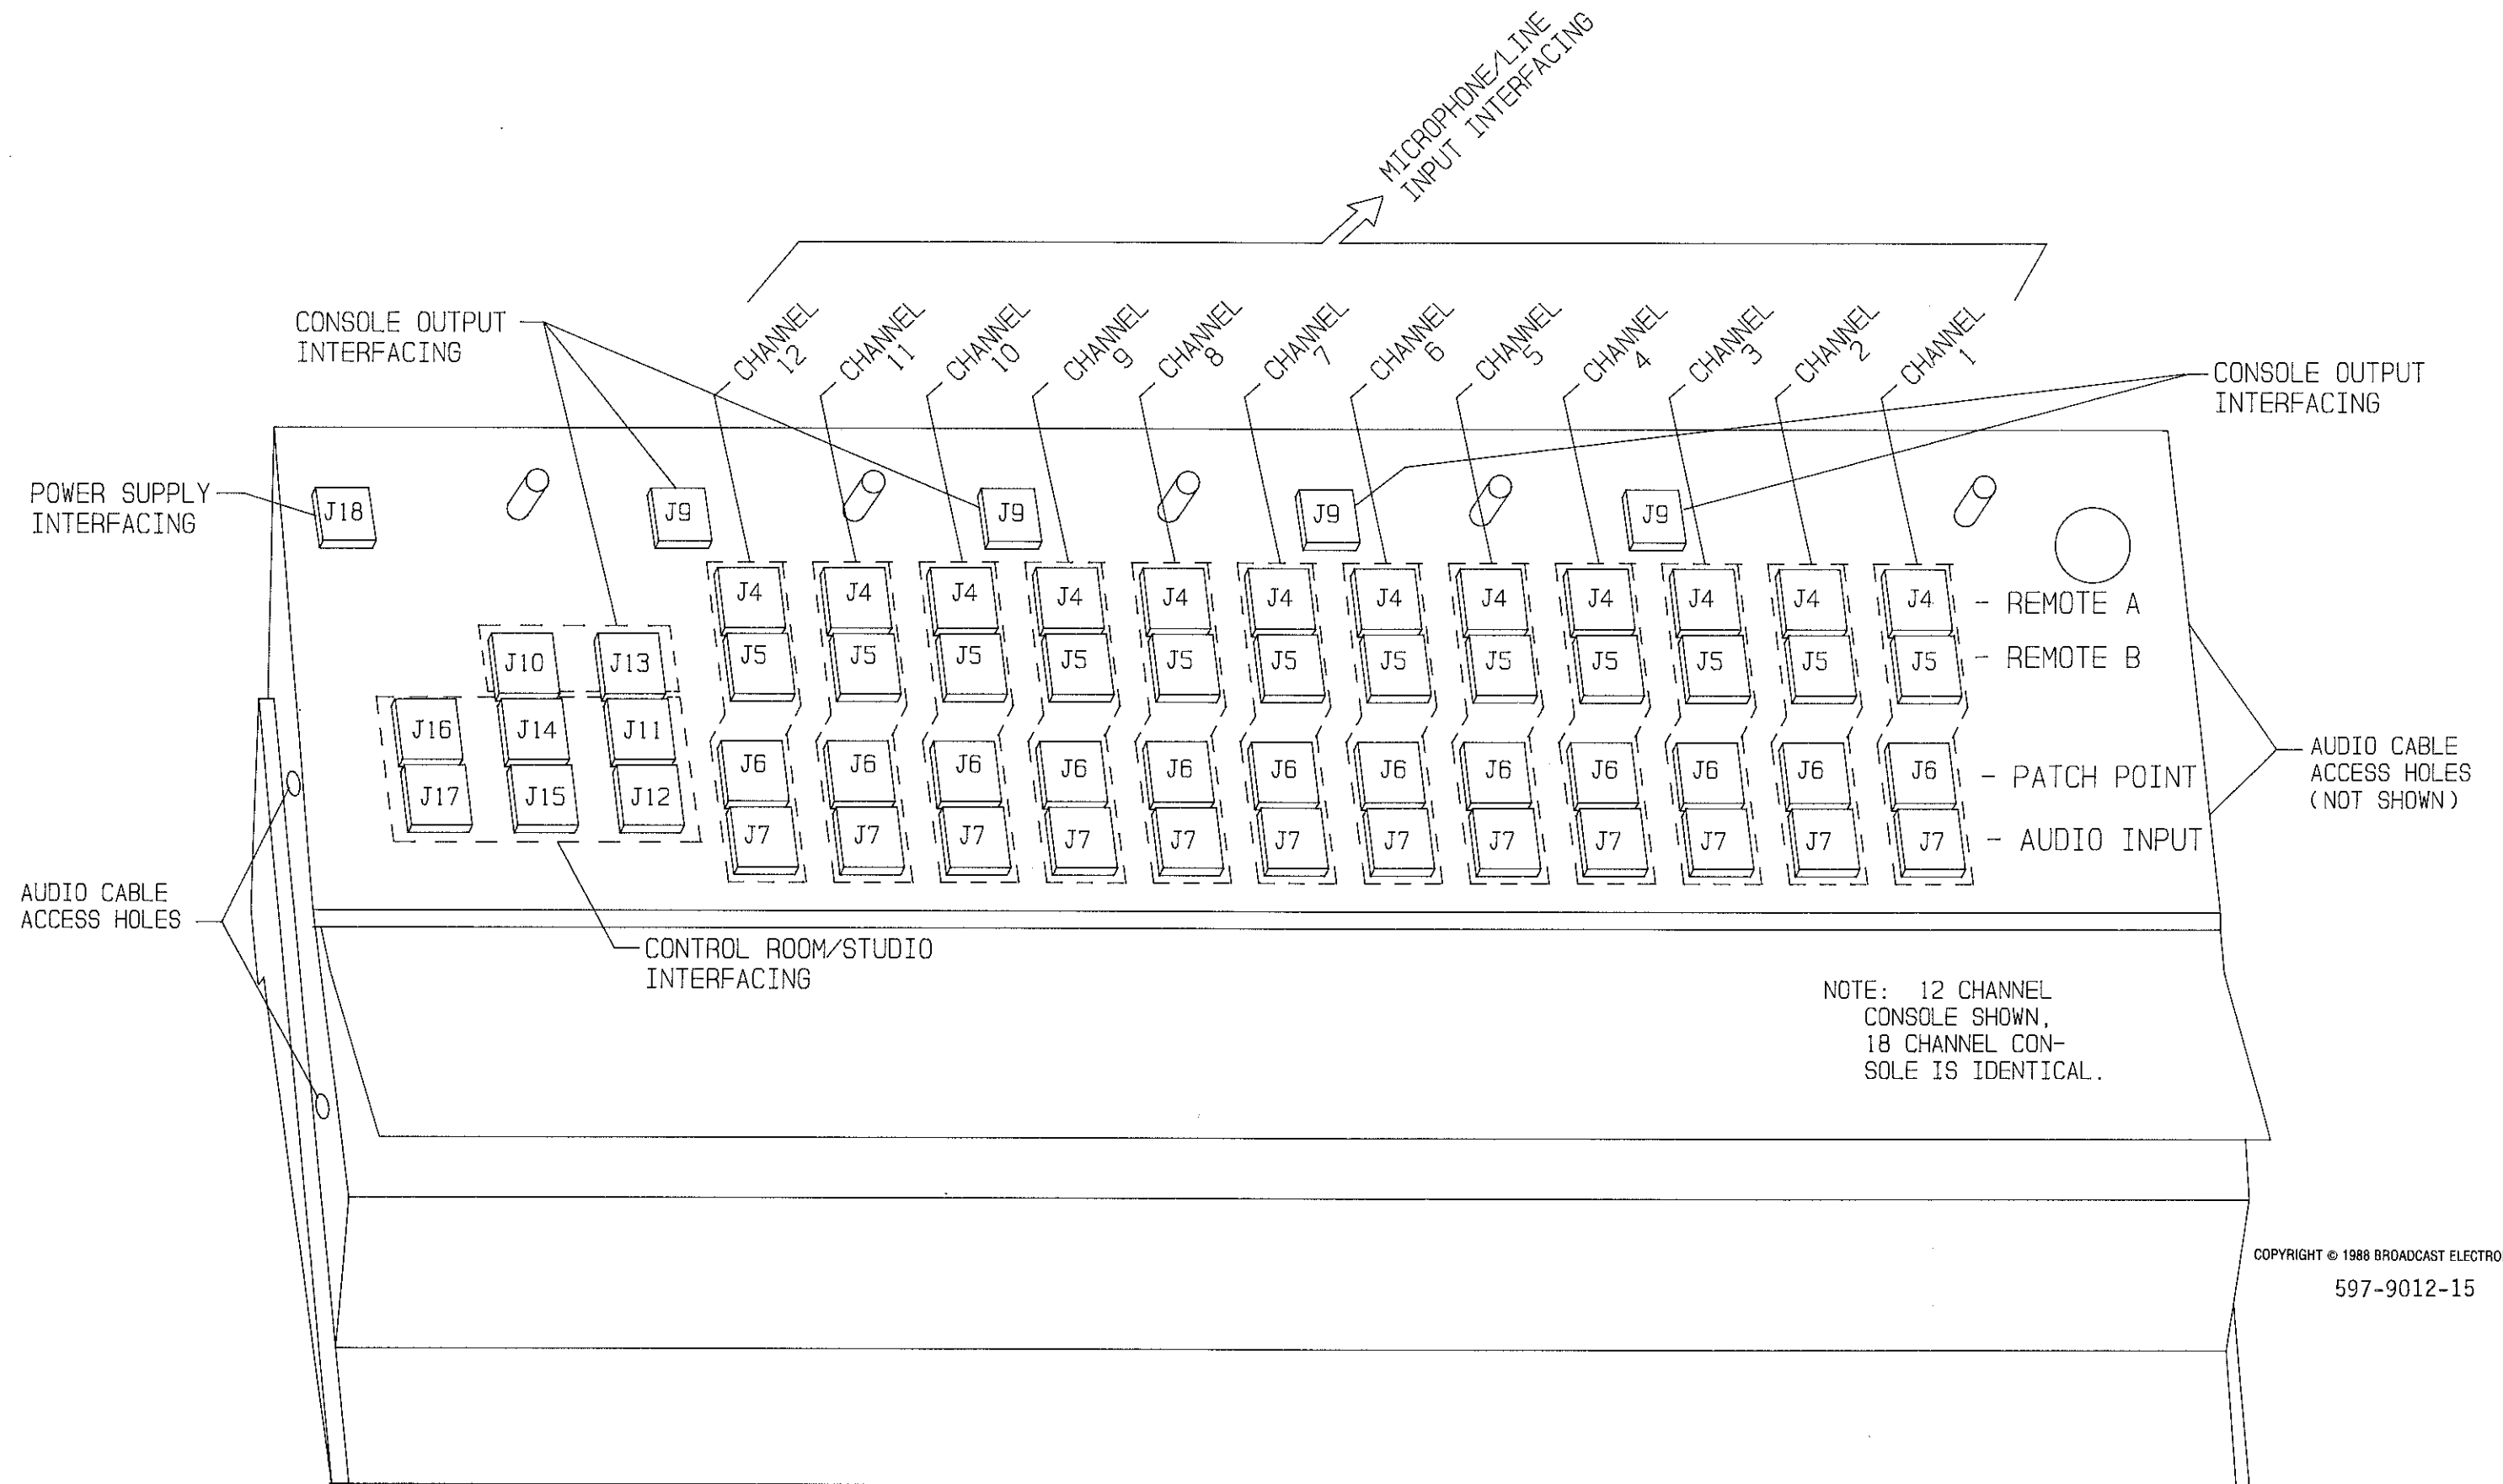 MICROPHONE/LINE
INPUT INTERFACING
CONSOLE OUTPUT
INTERFACING
CHANNEL
12
CHANNEL
11
CHANNEL
10
CHANNEL
9
CHANNEL
8
CHANNEL
7
CHANNEL
6
CHANNEL
5
CHANNEL
4
CHANNEL
3
CHANNEL
2
CHANNEL
1
CONSOLE OUTPUT
INTERFACING
POWER SUPPLY
INTERFACING
J18 J9 J9 J9 J9
J4 J4 J4 J4 J4 J4 J4 J4 J4 J4 J4 J4 - REMOTE A
J10 J13 J5 J5 J5 J5 J5 J5 J5 J5 J5 J5 J5 J5 - REMOTE B
J16 J14 J11 J6 J6 J6 J6 J6 J6 J6 J6 J6 J6 J6 J6 - PATCH POINT
J17 J15 J12 J7 J7 J7 J7 J7 J7 J7 J7 J7 J7 J7 J7 - AUDIO INPUT
AUDIO CABLE
ACCESS HOLES
(NOT SHOWN)
AUDIO CABLE
ACCESS HOLES
CONTROL ROOM/STUDIO
INTERFACING
NOTE: 12 CHANNEL
CONSOLE SHOWN,
18 CHANNEL CON-
SOLE IS IDENTICAL.
COPYRIGHT © 1988 BROADCAST ELECTRO
597-9012-15